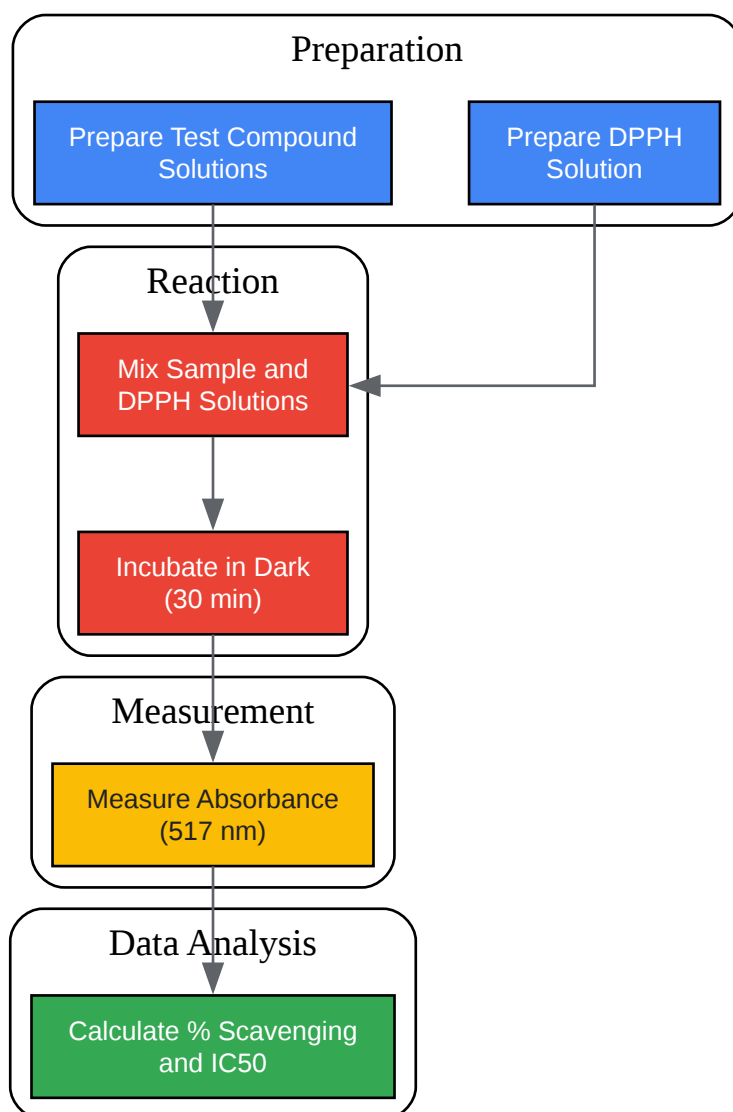 Preparation
Prepare Test Compound
Solutions
Prepare DPPH
Solution
Reaction
Mix Sample and
DPPH Solutions
Incubate in Dark
(30 min)
Measurement
Measure Absorbance
(517 nm)
Data Analysis
Calculate % Scavenging
and IC50